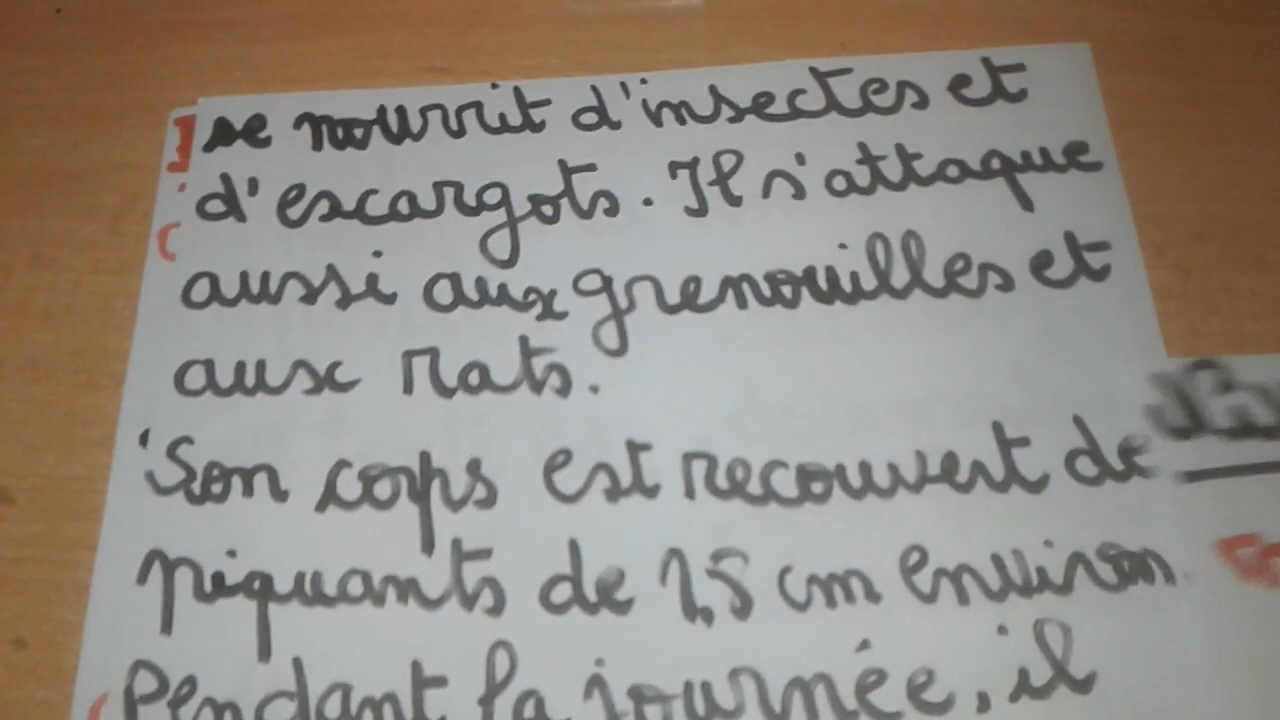 se nourrit d'insectes et
d'escargots. Il s'attaque
aussi aux grenouilles et
aux rats.
Son corps est recouvert de
piquants de 2,5 cm environ.
Pendant la journée, il